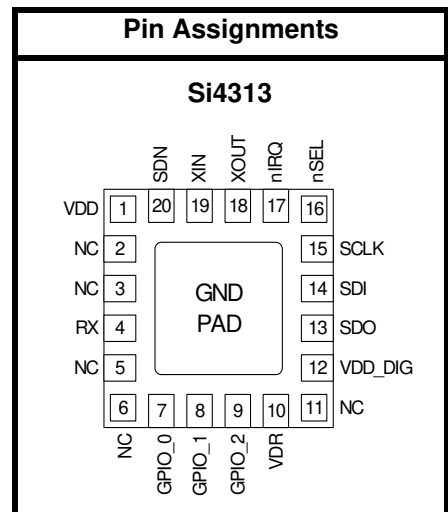 Pin Assignments
Si4313
SDN
XIN
XOUT
nIRQ
nSEL
VDD 1 20 19 18 17 16
NC 2 15 SCLK
NC 3 GND 14 SDI
RX 4 PAD 13 SDO
NC 5 12 VDD_DIG
6 7 8 9 10 11 NC
NC
GPIO_0
GPIO_1
GPIO_2
VDR